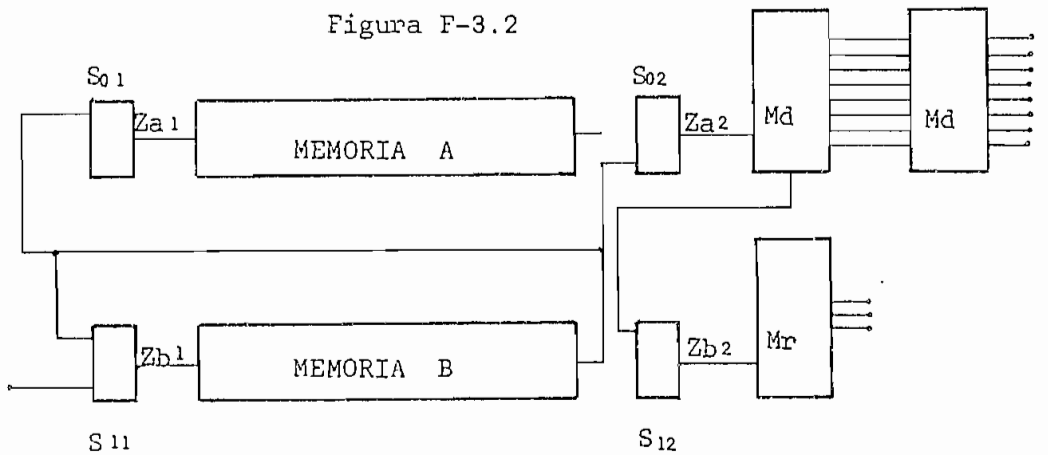 Figura F-3.2
S01
Za1
MEMORIA A
S02
Za2
Md
Md
S11
Zb1
MEMORIA B
S12
Zb2
Mr